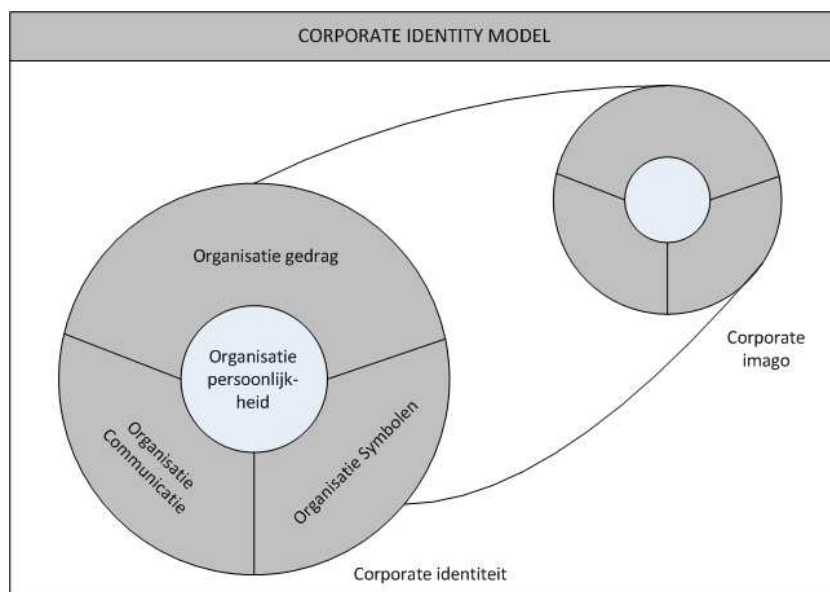 CORPORATE IDENTITY MODEL
Organisatie gedrag
Organisatie
persoonlijk-
heid
Organisatie
Communicatie
Organisatie Symbolen
Corporate identiteit
Corporate
imago